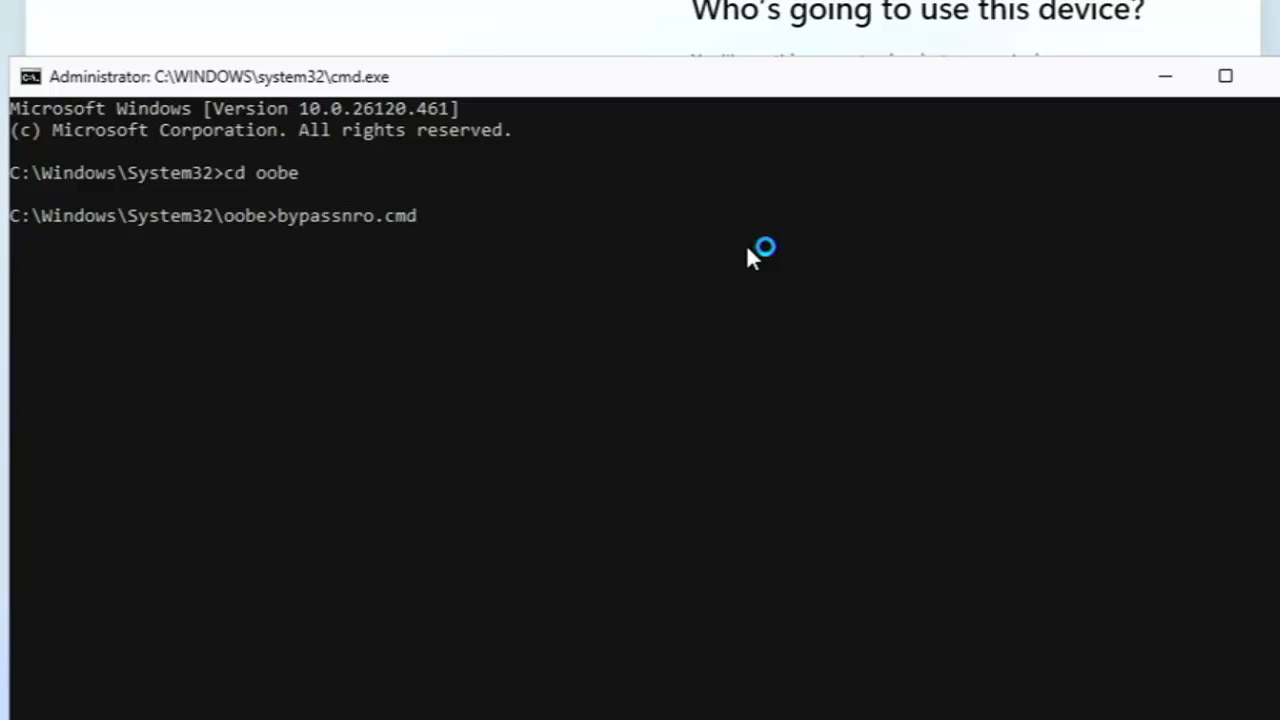 Who's going to use this device?
Administrator: C:\WINDOWS\system32\cmd.exe
Microsoft Windows [Version 10.0.26120.461]
(c) Microsoft Corporation. All rights reserved.
C:\Windows\System32>cd oobe
C:\Windows\System32\oobe>bypassnro.cmd